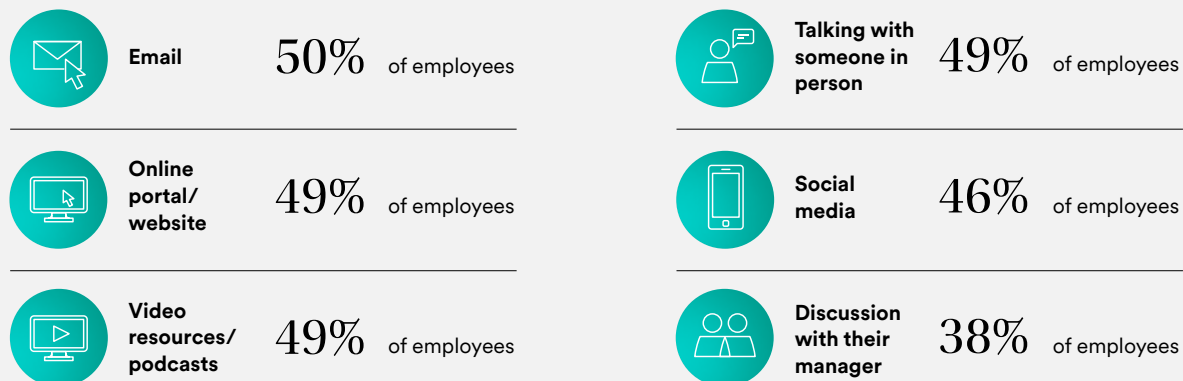 Email
50% of employees
Online
portal/
website
49% of employees
Video
resources/
podcasts
49% of employees
Talking with
someone in
person
49% of employees
Social
media
46% of employees
Discussion
with their
manager
38% of employees